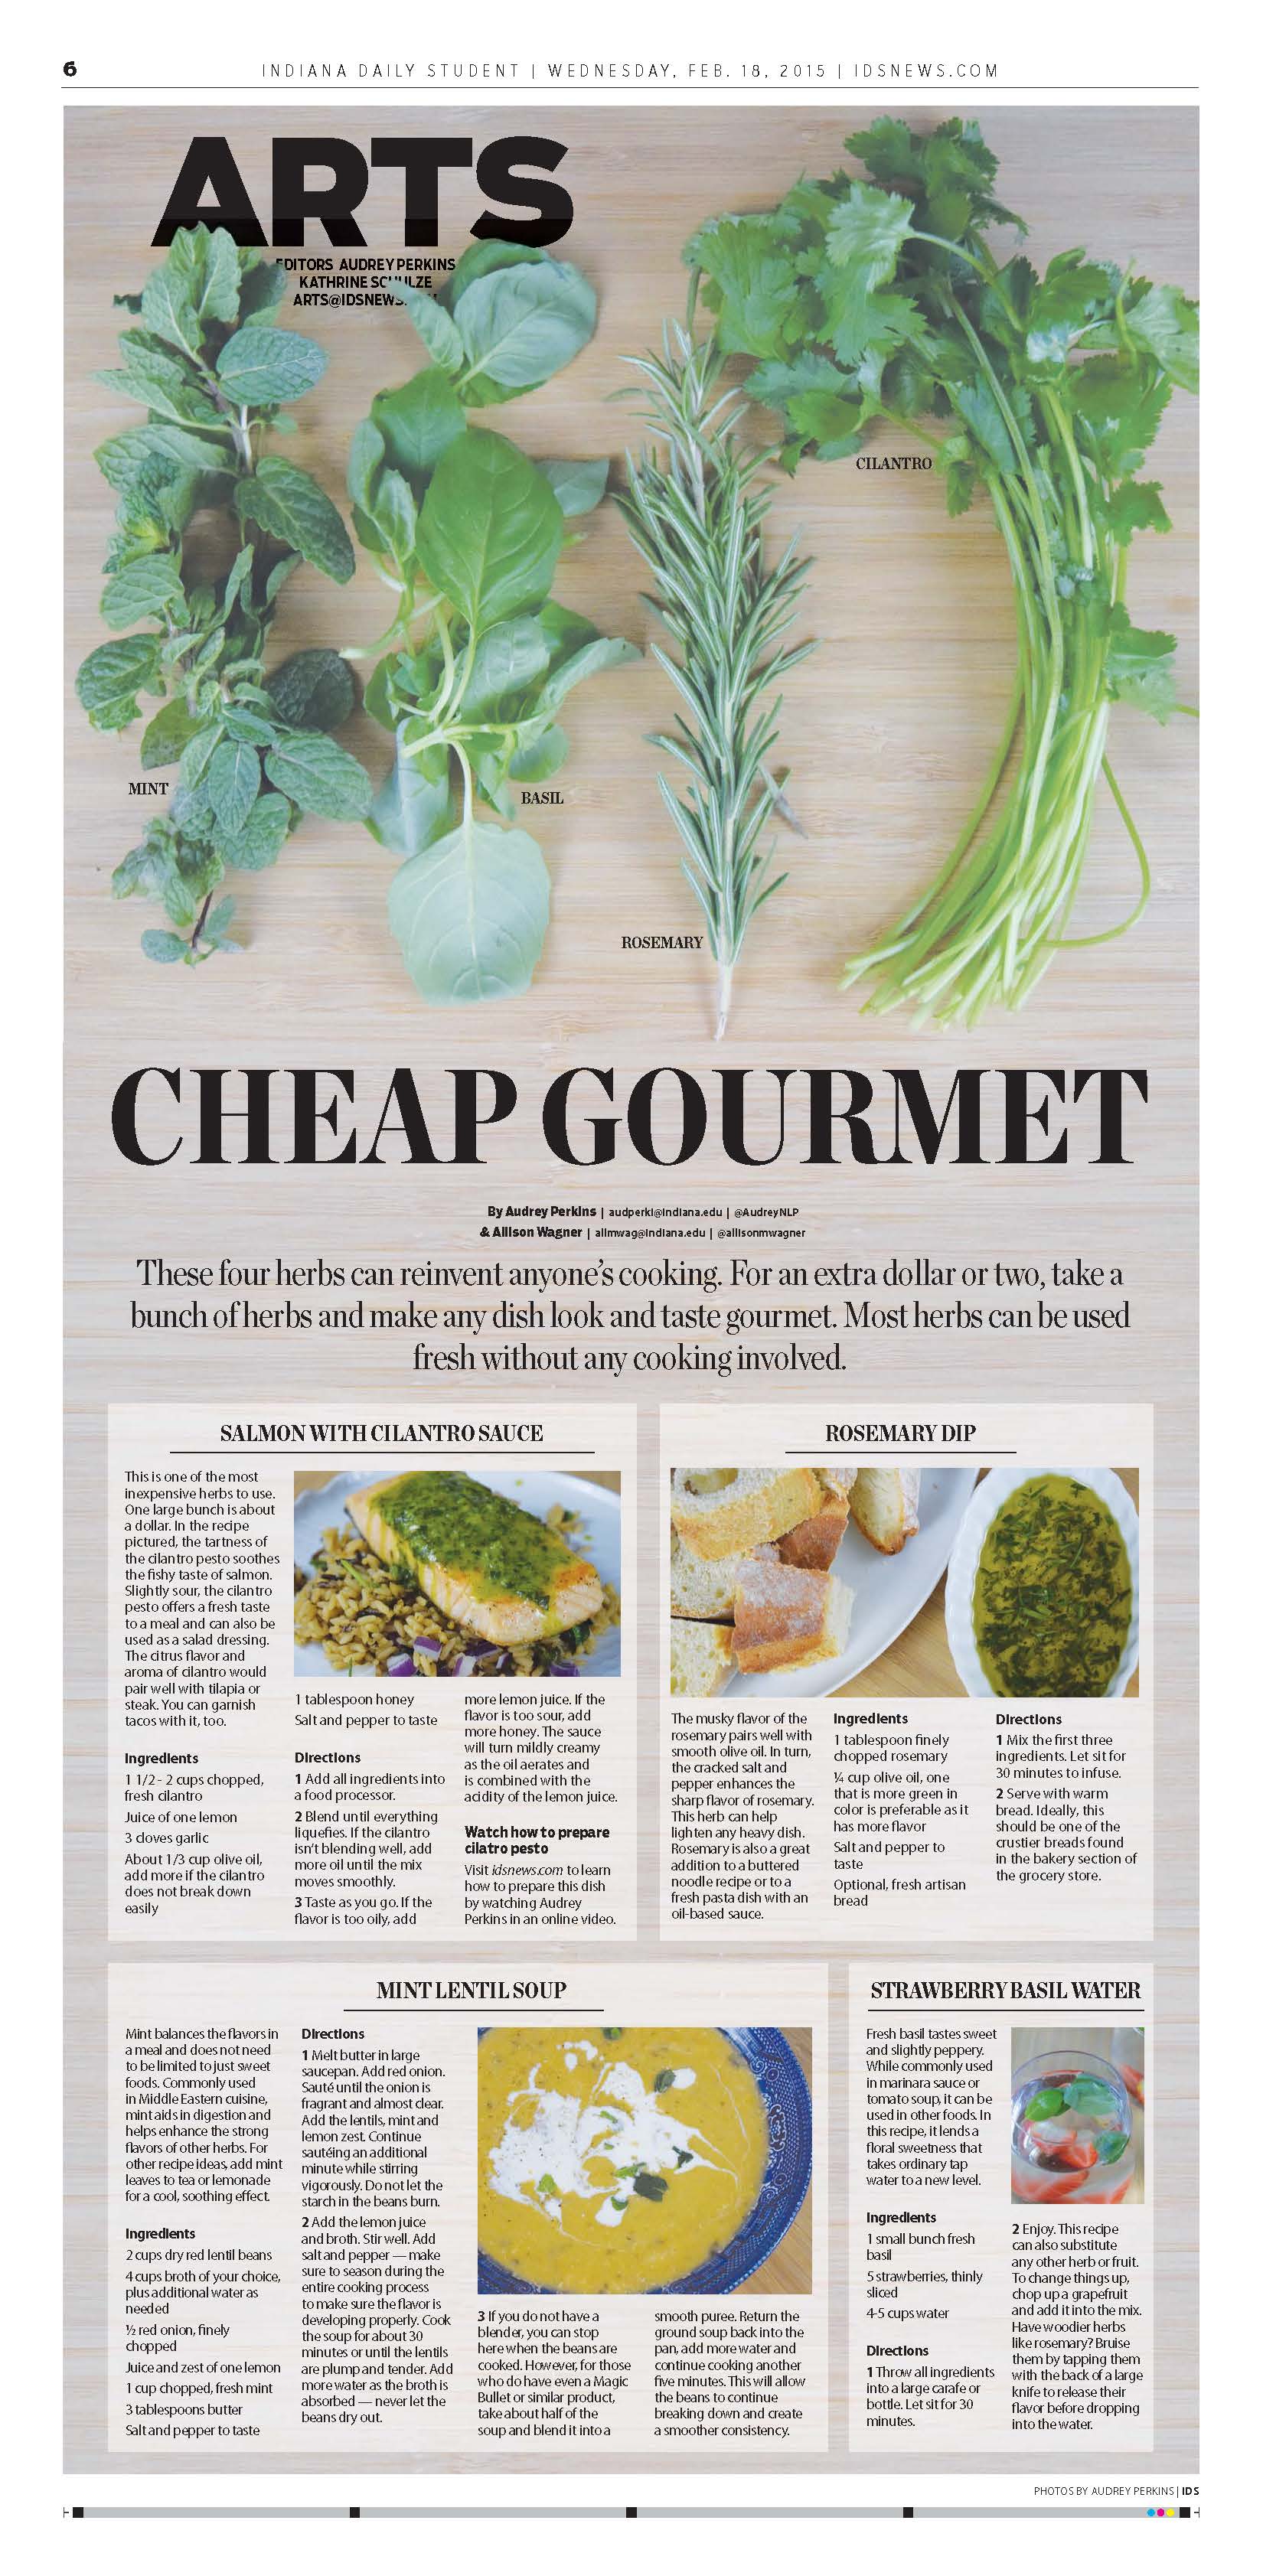 6
INDIANA DAILY STUDENT | WEDNESDAY, FEB. 18, 2015 | IDSNEWS.COM
ARTS
EDITORS AUDREY PERKINS
KATHRINE SCHULZE
ARTS@IDSNEWS.
CILANTRO
MINT
BASIL
ROSEMARY
CHEAP GOURMET
By Audrey Perkins | audperki@indiana.edu | @AudreyNLP
& Allison Wagner | allmwag@indiana.edu | @allisonmwagner
These four herbs can reinvent anyone's cooking. For an extra dollar or two, take a
bunch of herbs and make any dish look and taste gourmet. Most herbs can be used
fresh without any cooking involved.
SALMON WITH CILANTRO SAUCE
This is one of the most
inexpensive herbs to use.
One large bunch is about
a dollar. In the recipe
pictured, the tartness of
the cilantro pesto soothes
the fishy taste of salmon.
Slightly sour, the cilantro
pesto offers a fresh taste
to a meal and can also be
used as a salad dressing.
The citrus flavor and
aroma of cilantro would
pair well with tilapia or
steak. You can garnish
tacos with it, too.
Ingredients
1 1/2 - 2 cups chopped,
fresh cilantro
Juice of one lemon
3 cloves garlic
About 1/3 cup olive oil,
add more if the cilantro
does not break down
easily
1 tablespoon honey
Salt and pepper to taste
Directions
1 Add all ingredients into
a food processor.
2 Blend until everything
liquefies. If the cilantro
isn't blending well, add
more oil until the mix
moves smoothly.
3 Taste as you go. If the
flavor is too oily, add
more lemon juice. If the
flavor is too sour, add
more honey. The sauce
will turn mildly creamy
as the oil aerates and
is combined with the
acidity of the lemon juice.
Watch how to prepare
cilatro pesto
Visit idsnews.com to learn
how to prepare this dish
by watching Audrey
Perkins in an online video.
ROSEMARY DIP
The musky flavor of the
rosemary pairs well with
smooth olive oil. In turn,
the cracked salt and
pepper enhances the
sharp flavor of rosemary.
This herb can help
lighten any heavy dish.
Rosemary is also a great
addition to a buttered
noodle recipe or to a
fresh pasta dish with an
oil-based sauce.
Ingredients
1 tablespoon finely
chopped rosemary
¼ cup olive oil, one
that is more green in
color is preferable as it
has more flavor
Salt and pepper to
taste
Optional, fresh artisan
bread
Directions
1 Mix the first three
ingredients. Let sit for
30 minutes to infuse.
2 Serve with warm
bread. Ideally, this
should be one of the
crustier breads found
in the bakery section of
the grocery store.
MINT LENTIL SOUP
Mint balances the flavors in
a meal and does not need
to be limited to just sweet
foods. Commonly used
in Middle Eastern cuisine,
mint aids in digestion and
helps enhance the strong
flavors of other herbs. For
other recipe ideas, add mint
leaves to tea or lemonade
for a cool, soothing effect.
Ingredients
2 cups dry red lentil beans
4 cups broth of your choice,
plus additional water as
needed
½ red onion, finely
chopped
Juice and zest of one lemon
1 cup chopped, fresh mint
3 tablespoons butter
Salt and pepper to taste
Directions
1 Melt butter in large
saucepan. Add red onion.
Sauté until the onion is
fragrant and almost clear.
Add the lentils, mint and
lemon zest. Continue
sautéing an additional
minute while stirring
vigorously. Do not let the
starch in the beans burn.
2 Add the lemon juice
and broth. Stir well. Add
salt and pepper — make
sure to season during the
entire cooking process
to make sure the flavor is
developing properly. Cook
the soup for about 30
minutes or until the lentils
are plump and tender. Add
more water as the broth is
absorbed — never let the
beans dry out.
3 If you do not have a
blender, you can stop
here when the beans are
cooked. However, for those
who do have even a Magic
Bullet or similar product,
take about half of the
soup and blend it into a
smooth puree. Return the
ground soup back into the
pan, add more water and
continue cooking another
five minutes. This will allow
the beans to continue
breaking down and create
a smoother consistency.
STRAWBERRY BASIL WATER
Fresh basil tastes sweet
and slightly peppery.
While commonly used
in marinara sauce or
tomato soup, it can be
used in other foods. In
this recipe, it lends a
floral sweetness that
takes ordinary tap
water to a new level.
Ingredients
1 small bunch fresh
basil
5 strawberries, thinly
sliced
4-5 cups water
Directions
1 Throw all ingredients
into a large carafe or
bottle. Let sit for 30
minutes.
2 Enjoy. This recipe
can also substitute
any other herb or fruit.
To change things up,
chop up a grapefruit
and add it into the mix.
Have woodier herbs
like rosemary? Bruise
them by tapping them
with the back of a large
knife to release their
flavor before dropping
into the water.
PHOTOS BY AUDREY PERKINS | IDS